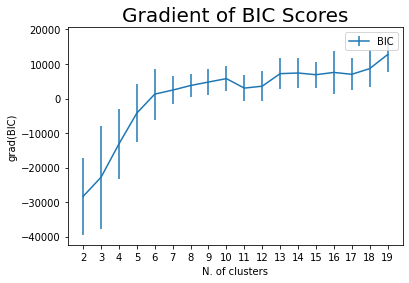 Gradient of BIC Scores
BIC
20000
10000
0
−10000
−20000
−30000
−40000
grad(BIC)
2 3 4 5 6 7 8 9 10 11 12 13 14 15 16 17 18 19
N. of clusters